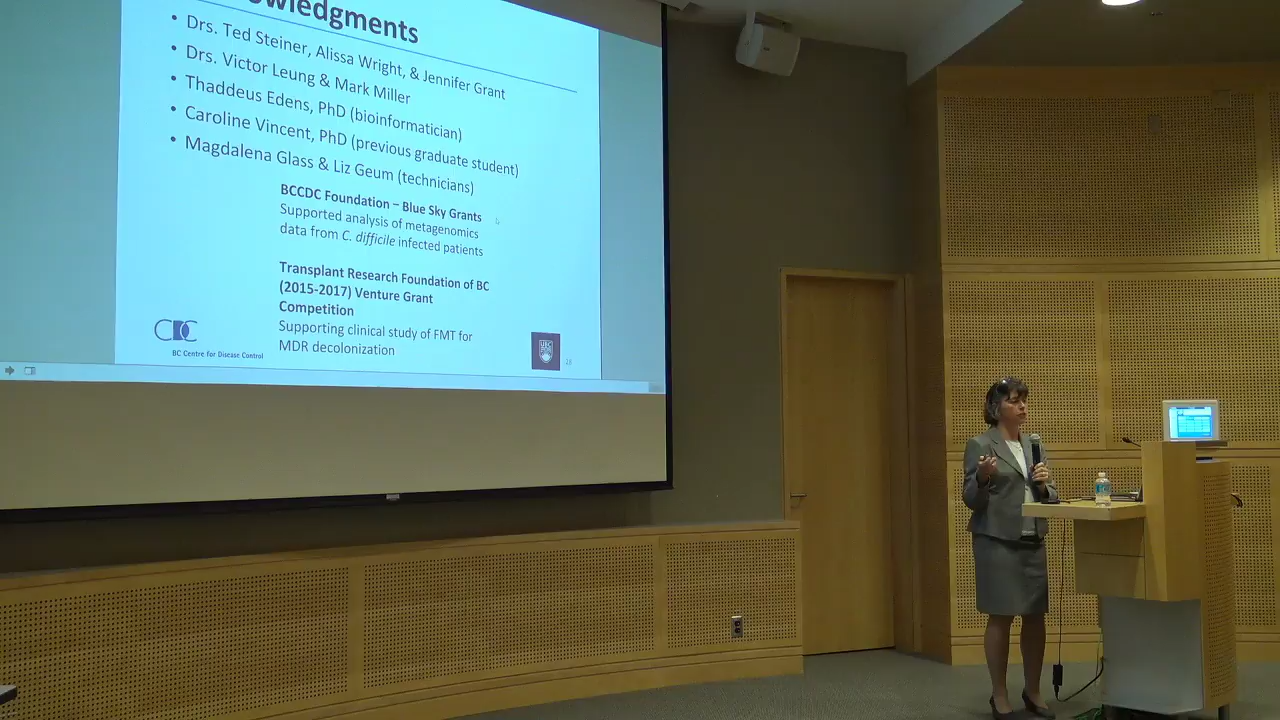 owledgments
• Drs. Ted Steiner, Alissa Wright, & Jennifer Grant
• Drs. Victor Leung & Mark Miller
• Thaddeus Edens, PhD (bioinformatician)
• Caroline Vincent, PhD (previous graduate student)
• Magdalena Glass & Liz Geum (technicians)
BCCDC Foundation – Blue Sky Grants
Supported analysis of metagenomics
data from C. difficile infected patients
Transplant Research Foundation of BC
(2015-2017) Venture Grant
Competition
Supporting clinical study of FMT for
MDR decolonization
CDC
BC Centre for Disease Control
UBC